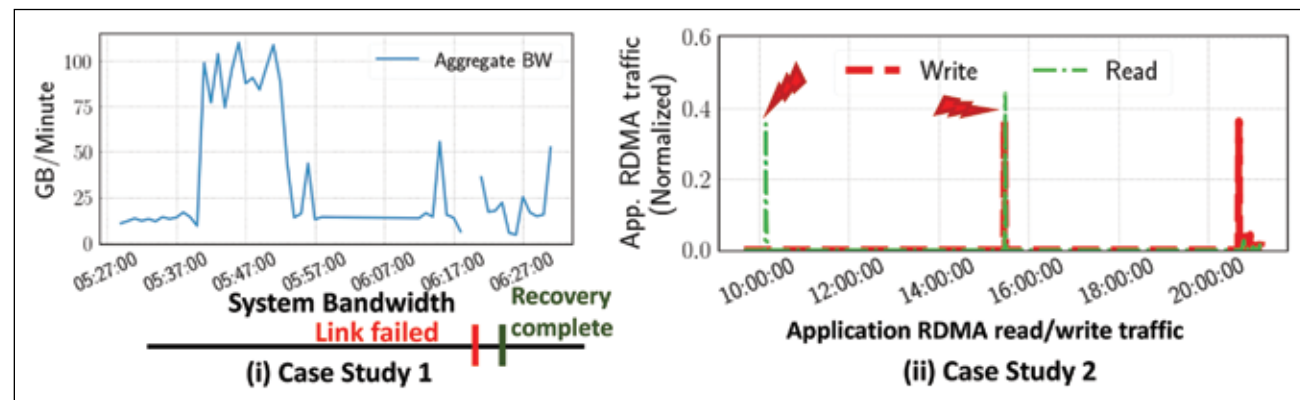 Aggregate BW
100
75
50
25
0
GB/Minute
05:27:00
05:37:00
05:47:00
05:57:00
06:07:00
06:17:00
06:27:00
System Bandwidth
Link failed
Recovery
complete
(i) Case Study 1
Write
Read
0.6
0.4
0.2
0.0
App. RDMA traffic
(Normalized)
10:00:00
12:00:00
14:00:00
16:00:00
18:00:00
20:00:00
Application RDMA read/write traffic
(ii) Case Study 2